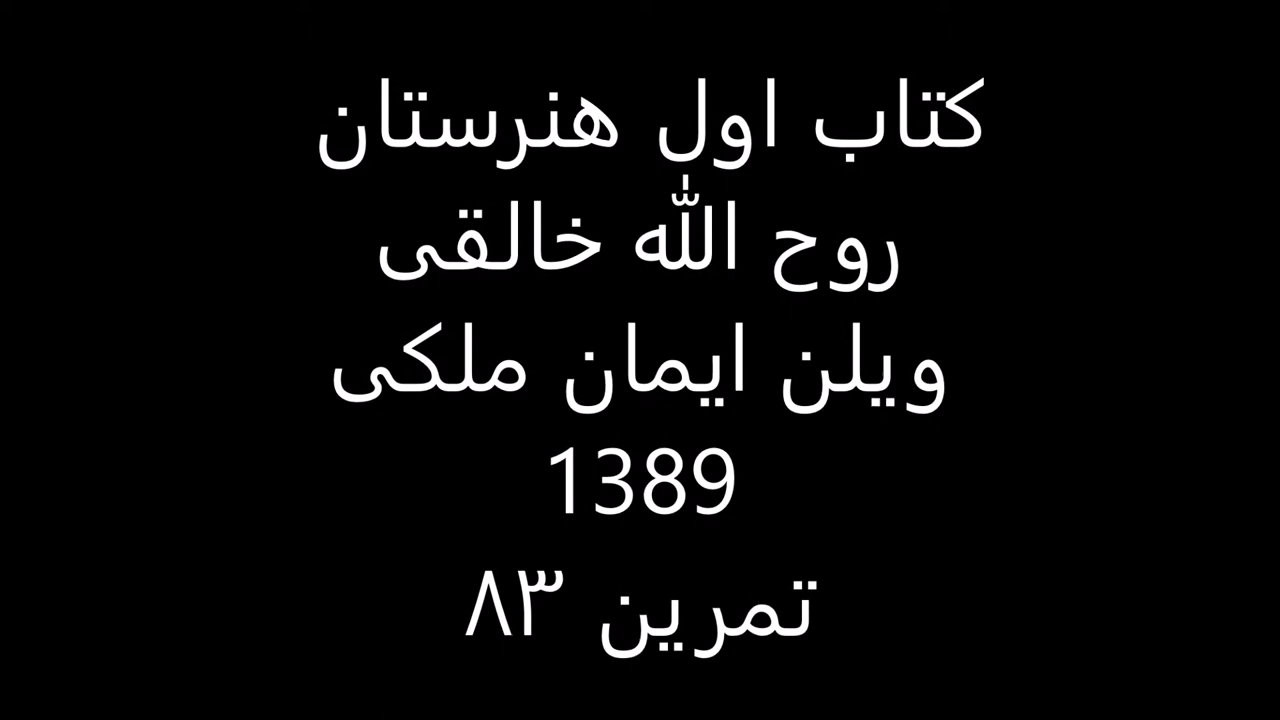 کتاب اول هنرستان
روح الله خالقی
ویلن ایمان ملکی
1389
تمرین ۸۳